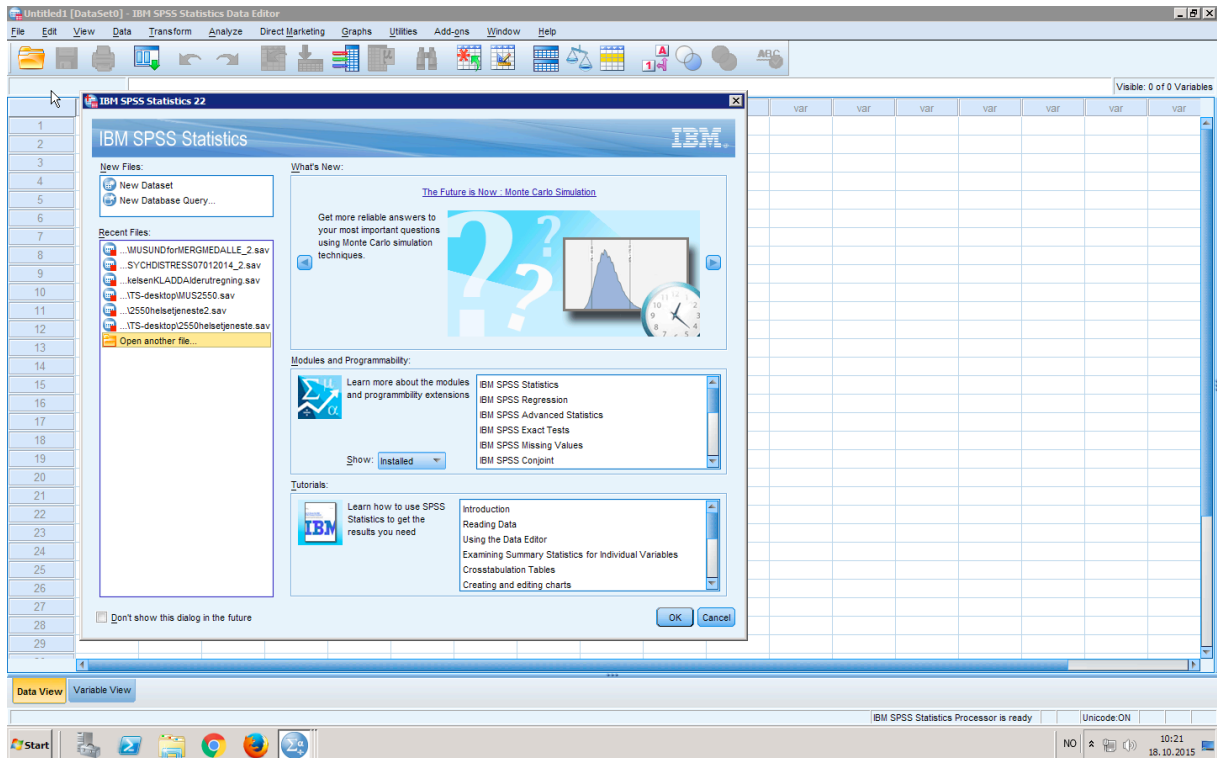 Untitled1 [DataSet0] - IBM SPSS Statistics Data Editor
File Edit View Data Transform Analyze Direct Marketing Graphs Utilities Add-ons Window Help
A
1
ABC
Visible: 0 of 0 Variables
IBM SPSS Statistics 22
var var var var var var var
IBM SPSS Statistics
IBM
New Files:
New Dataset
New Database Query...
Recent Files:
...\MUSUNDforMERGMEDALLE_2.sav
...SYCHDISTRESS07012014_2.sav
...kelsenKLADDAlderutregning.sav
...\TS-desktop\MUS2550.sav
...\2550helsetjeneste2.sav
...\TS-desktop\2550helsetjeneste.sav
Open another file...
What's New:
The Future is Now : Monte Carlo Simulation
Get more reliable answers to
your most important questions
using Monte Carlo simulation
techniques.
Modules and Programmability:
Learn more about the modules
and programmbility extensions
Show: Installed
IBM SPSS Statistics
IBM SPSS Regression
IBM SPSS Advanced Statistics
IBM SPSS Exact Tests
IBM SPSS Missing Values
IBM SPSS Conjoint
Tutorials:
IBM
Learn how to use SPSS
Statistics to get the
results you need
Introduction
Reading Data
Using the Data Editor
Examining Summary Statistics for Individual Variables
Crosstabulation Tables
Creating and editing charts
Don't show this dialog in the future
OK Cancel
1
2
3
4
5
6
7
8
9
10
11
12
13
14
15
16
17
18
19
20
21
22
23
24
25
26
27
28
29
Data View Variable View
IBM SPSS Statistics Processor is ready Unicode:ON
Start
NO
10:21
18.10.2015